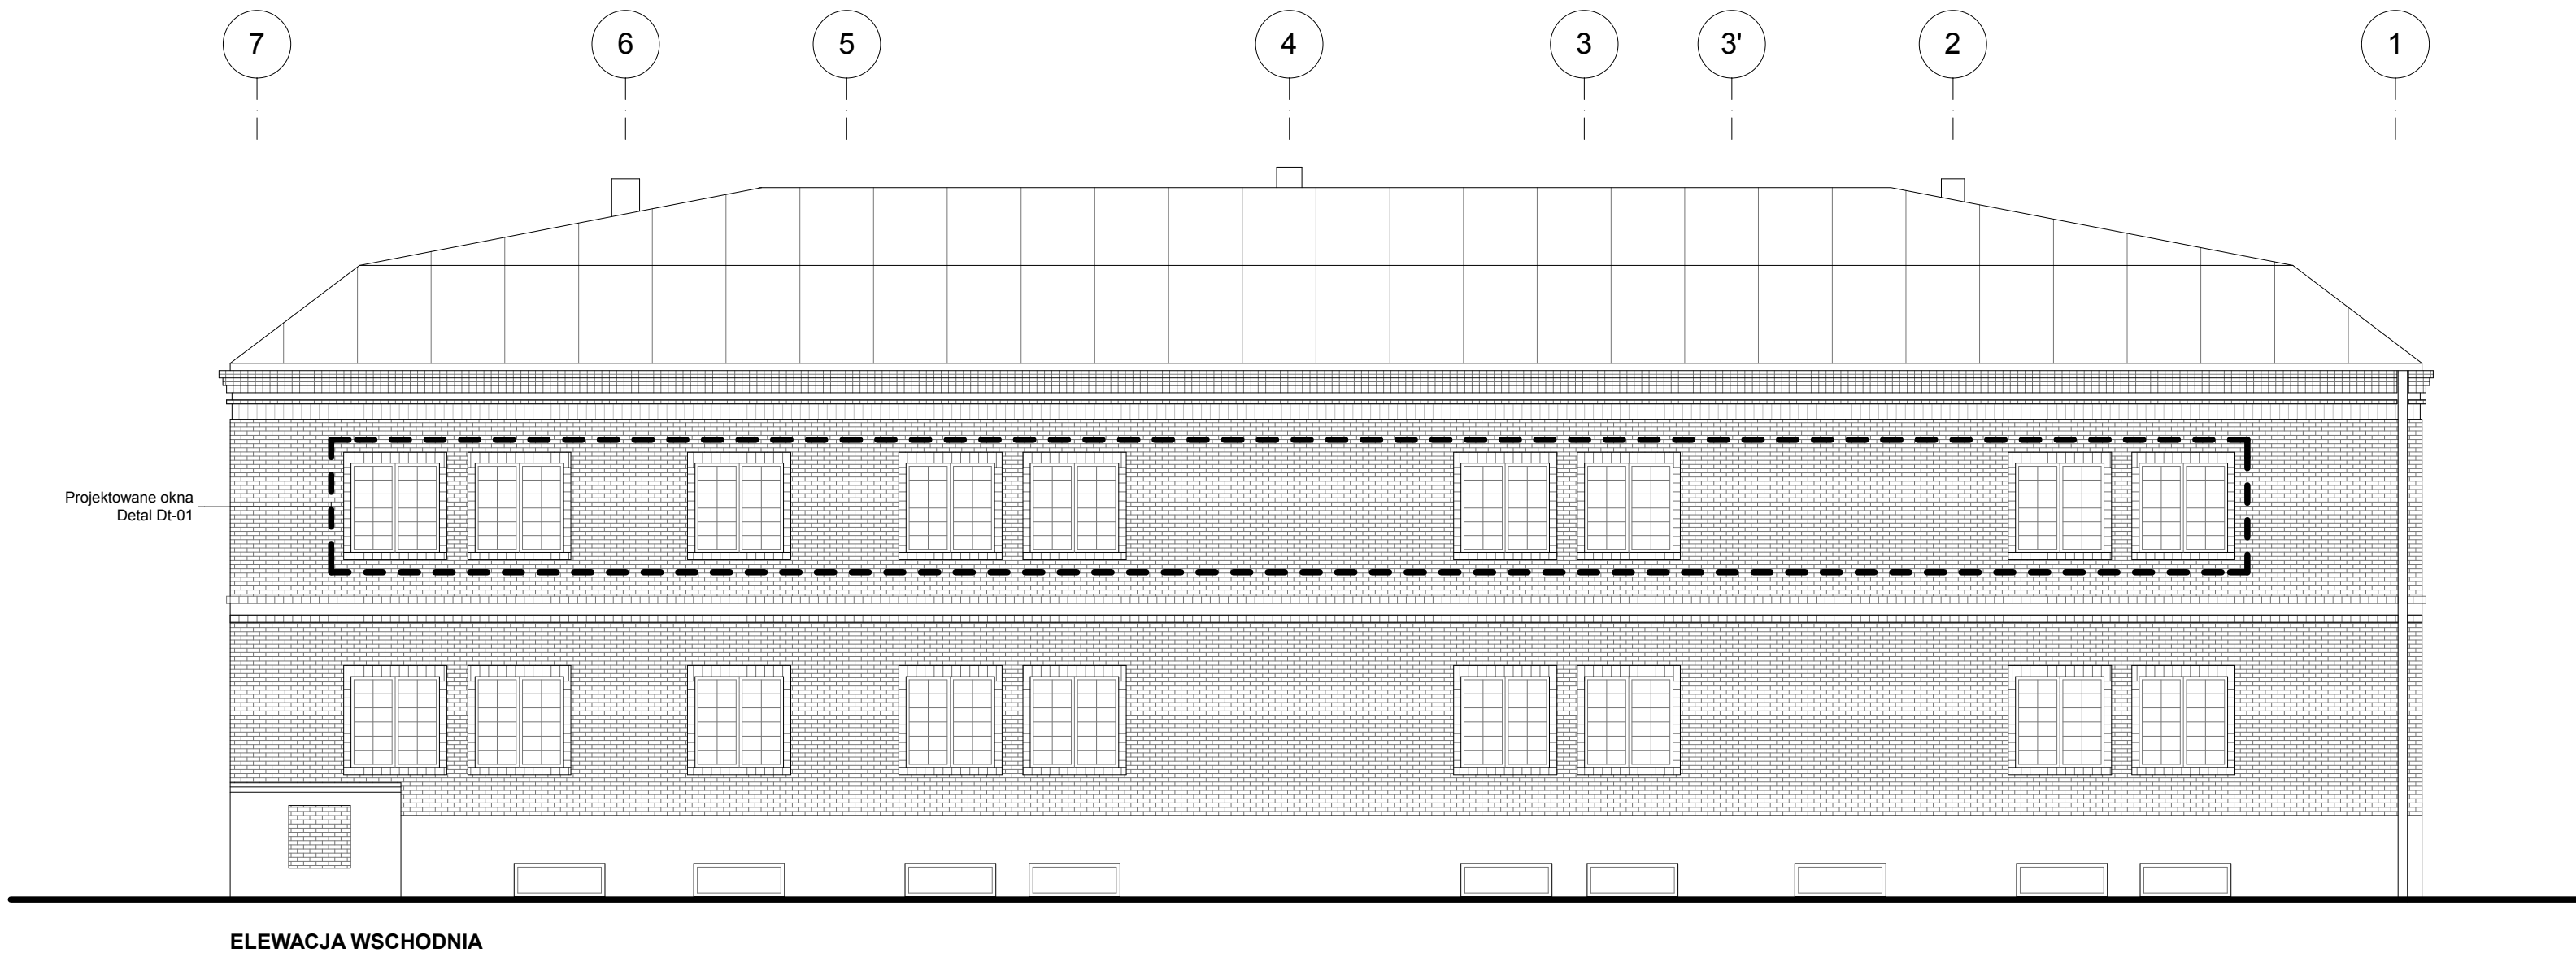 7
6
5
4
3
3'
2
1
Projektowane okna
Detal Dt-01
ELEWACJA WSCHODNIA